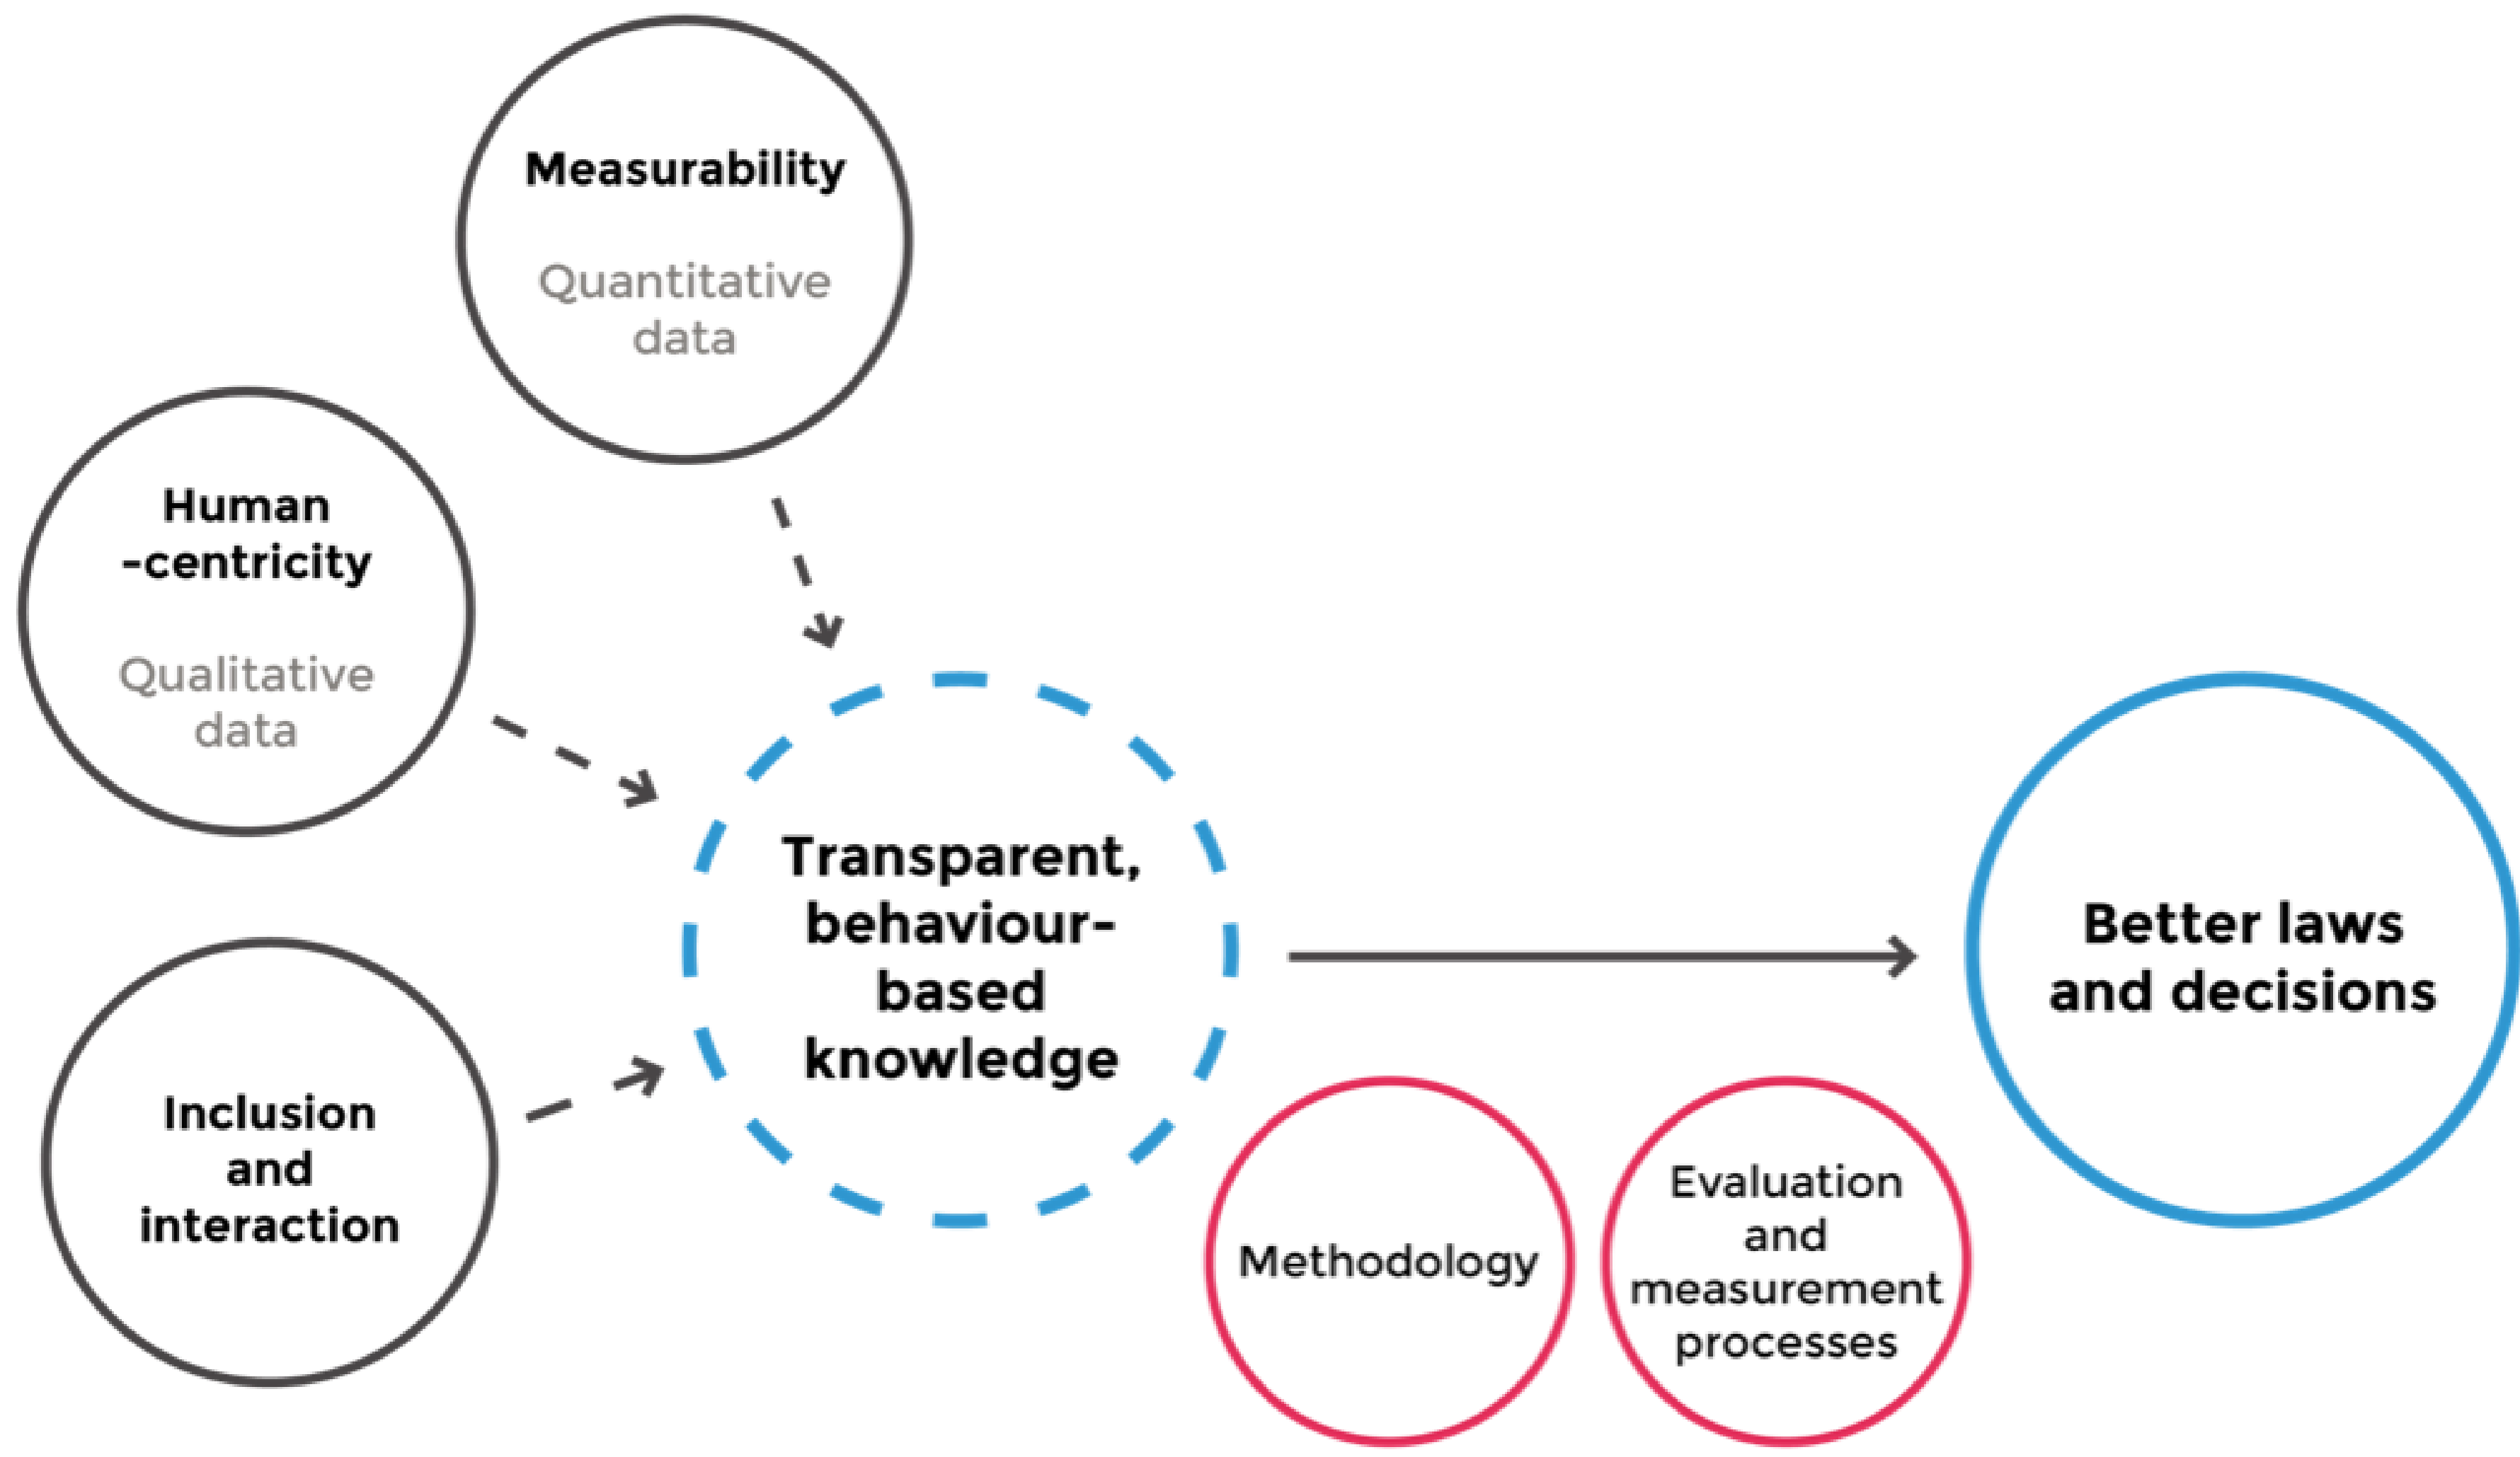 Measurability
Quantitative
data
Human
-centricity
Qualitative
data
Inclusion
and
interaction
Transparent,
behaviour-
based
knowledge
Methodology
Evaluation
and
measurement
processes
Better laws
and decisions